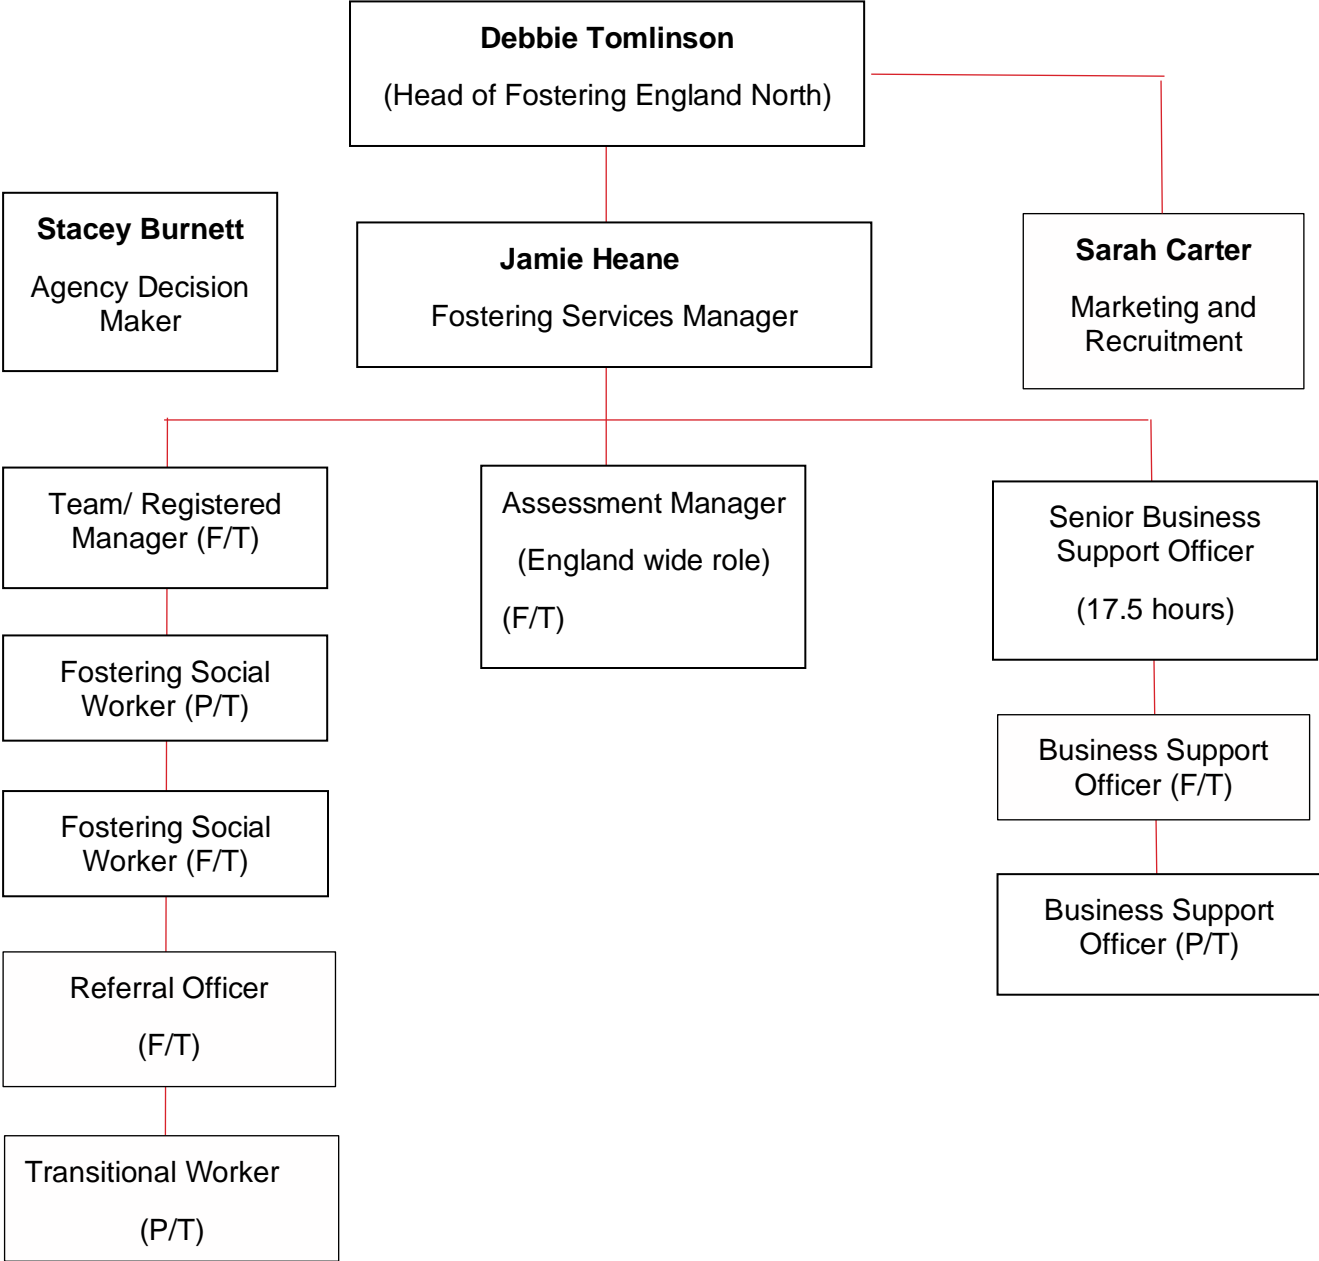 Debbie Tomlinson
(Head of Fostering England North)
Stacey Burnett
Agency Decision
Maker
Jamie Heane
Fostering Services Manager
Sarah Carter
Marketing and
Recruitment
Team/ Registered
Manager (F/T)
Fostering Social
Worker (P/T)
Fostering Social
Worker (F/T)
Referral Officer
(F/T)
Transitional Worker
(P/T)
Assessment Manager
(England wide role)
(F/T)
Senior Business
Support Officer
(17.5 hours)
Business Support
Officer (F/T)
Business Support
Officer (P/T)